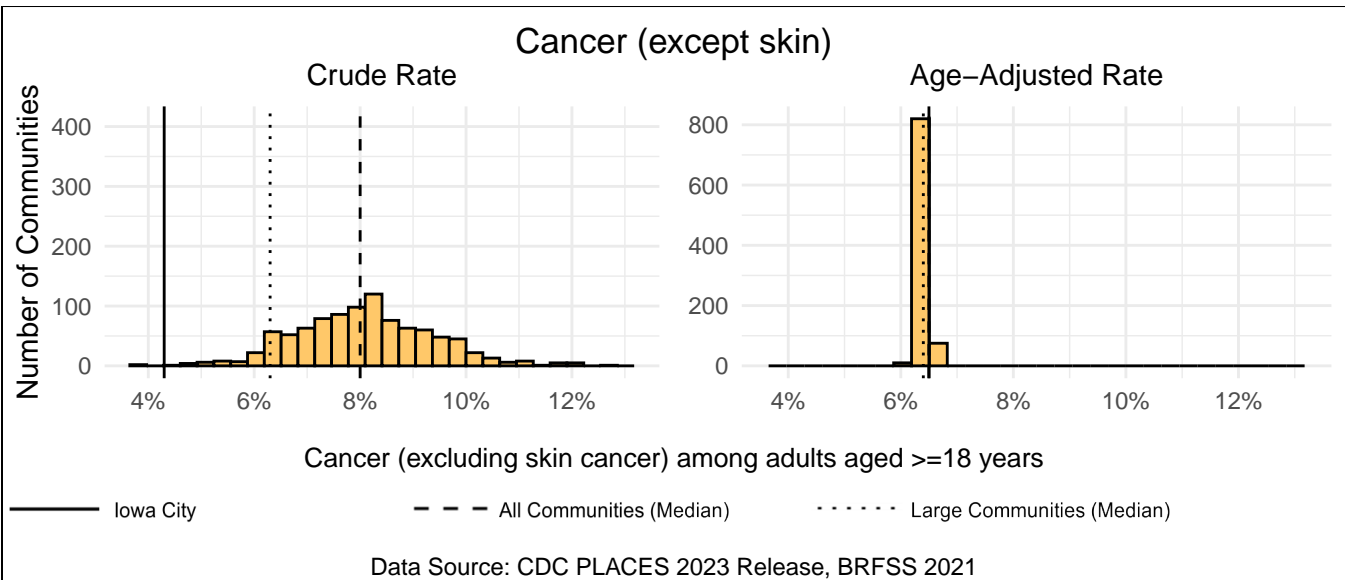 Cancer (except skin)
Crude Rate
Age−Adjusted Rate
Number of Communities
400
300
200
100
0
4%
6%
8%
10%
12%
800
600
400
200
0
4%
6%
8%
10%
12%
Cancer (excluding skin cancer) among adults aged >=18 years
Iowa City
All Communities (Median)
Large Communities (Median)
Data Source: CDC PLACES 2023 Release, BRFSS 2021